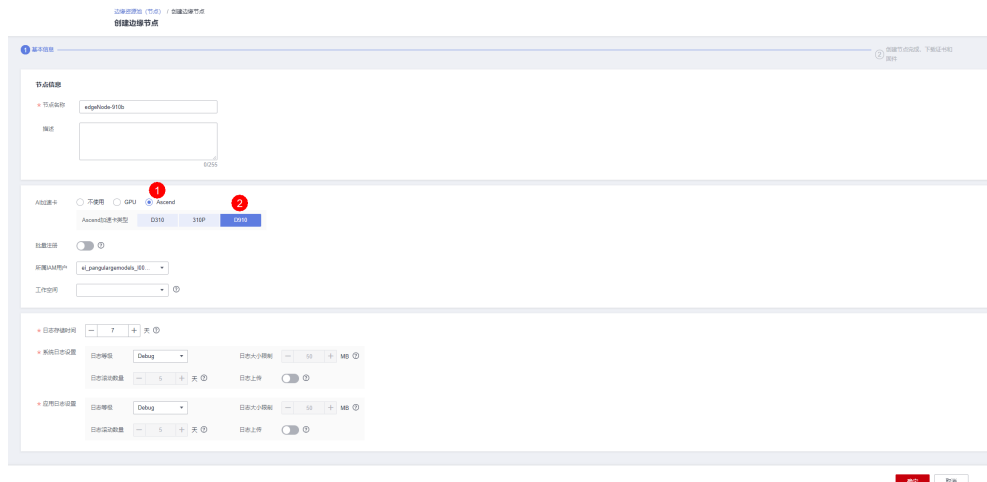 边缘资源池（节点） / 创建边缘节点
创建边缘节点
1 基本信息
2 创建节点完成，下载证书和固件
节点信息
* 节点名称 edgeNode-910b
描述
0/255
1
AI加速卡 不使用 GPU Ascend
2
Ascend加速卡类型 D310 310P D910
批量注册
所属IAM用户 ei_pangulargemodels_l00...
工作空间
* 日志存储时间 － 7 ＋ 天
* 系统日志设置 日志等级 Debug 日志大小限制 － 50 ＋ MB
日志滚动数量 － 5 ＋ 天 日志上传
* 应用日志设置 日志等级 Debug 日志大小限制 － 50 ＋ MB
日志滚动数量 － 5 ＋ 天 日志上传
确定 取消